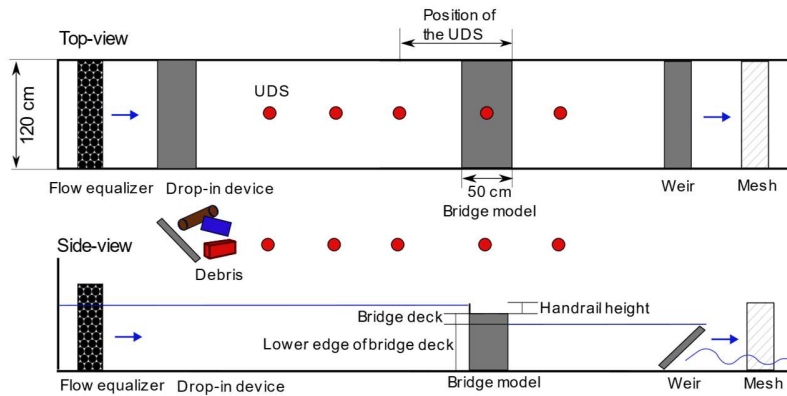 Position of
the UDS
Top-view
UDS
120 cm
50 cm
Flow equalizer
Drop-in device
Bridge model
Weir
Mesh
Side-view
Debris
Handrail height
Bridge deck
Lower edge of bridge deck
Flow equalizer
Drop-in device
Bridge model
Weir
Mesh